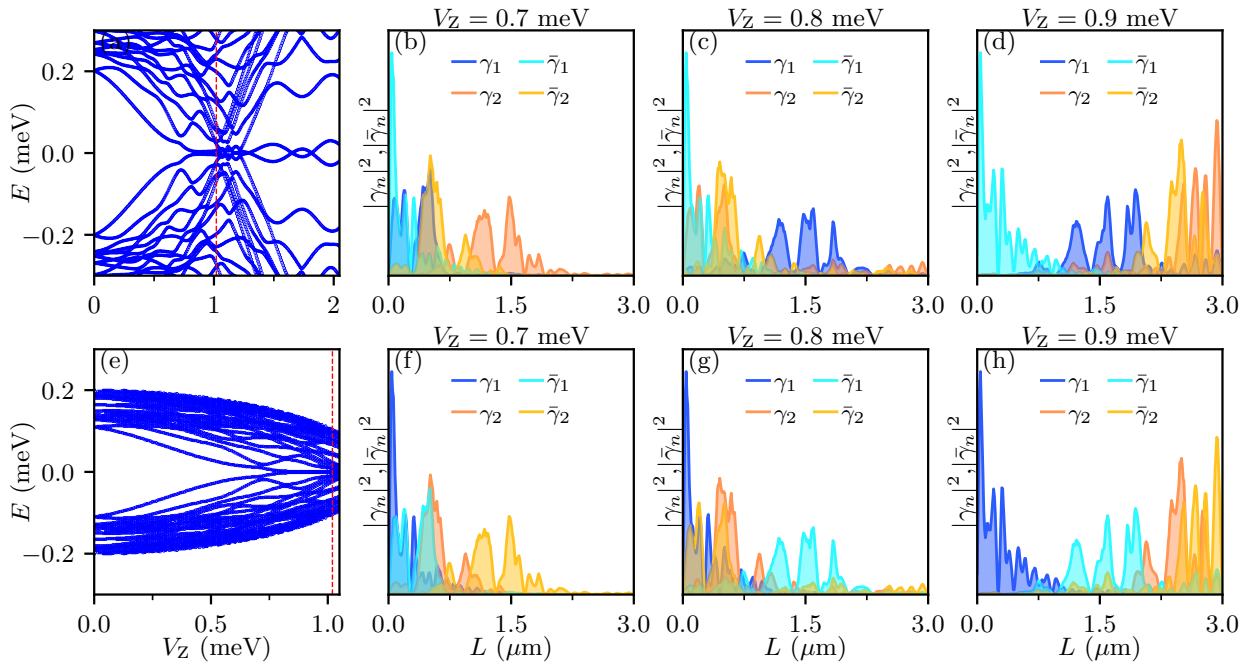 V_Z = 0.7 meV
V_Z = 0.8 meV
V_Z = 0.9 meV
(a)
(b)
(c)
(d)
γ1 γ̄1
γ2 γ̄2
γ1 γ̄1
γ2 γ̄2
γ1 γ̄1
γ2 γ̄2
E (meV)
0.2
0.0
−0.2
|γn|², |γ̄n|²
|γn|², |γ̄n|²
|γn|², |γ̄n|²
0 1 2
0.0 1.5 3.0
0.0 1.5 3.0
0.0 1.5 3.0
V_Z = 0.7 meV
V_Z = 0.8 meV
V_Z = 0.9 meV
(e)
(f)
(g)
(h)
γ1 γ̄1
γ2 γ̄2
γ1 γ̄1
γ2 γ̄2
γ1 γ̄1
γ2 γ̄2
E (meV)
0.2
0.0
−0.2
|γn|², |γ̄n|²
|γn|², |γ̄n|²
|γn|², |γ̄n|²
0.0 0.5 1.0
0.0 1.5 3.0
0.0 1.5 3.0
0.0 1.5 3.0
V_Z (meV)
L (μm)
L (μm)
L (μm)